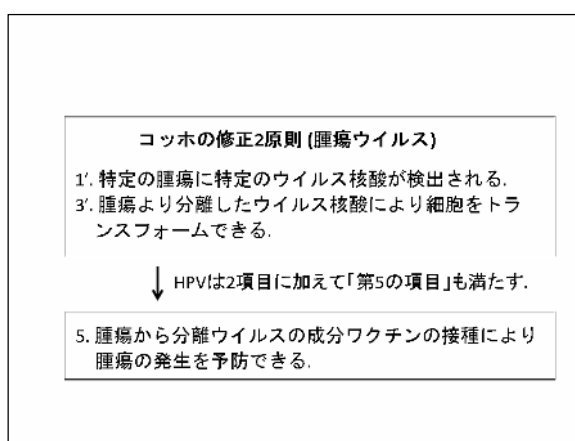 コッホの修正2原則 (腫瘍ウイルス)
1′. 特定の腫瘍に特定のウイルス核酸が検出される.
3′. 腫瘍より分離したウイルス核酸により細胞をトラ
ンスフォームできる.
↓ HPVは2項目に加えて「第5の項目」も満たす.
5. 腫瘍から分離ウイルスの成分ワクチンの接種により
腫瘍の発生を予防できる.